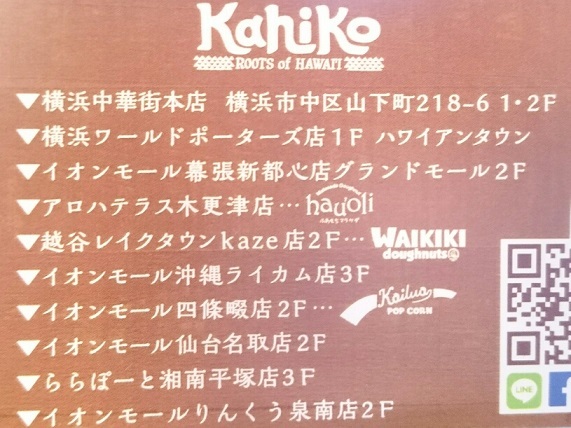 Kahiko
ROOTS of HAWAI'I
▼横浜中華街本店 横浜市中区山下町218-6 1・2F
▼横浜ワールドポーターズ店1F ハワイアンタウン
▼イオンモール幕張新都心店グランドモール2F
▼アロハテラス木更津店…hauoli
▼越谷レイクタウンkaze店2F…WAIKIKI
doughnuts
▼イオンモール沖縄ライカム店3F
▼イオンモール四條畷店2F…Kailua
POP CORN
▼イオンモール仙台名取店2F
▼ららぽーと湘南平塚店3F
▼イオンモールりんくう泉南店2F
LINE